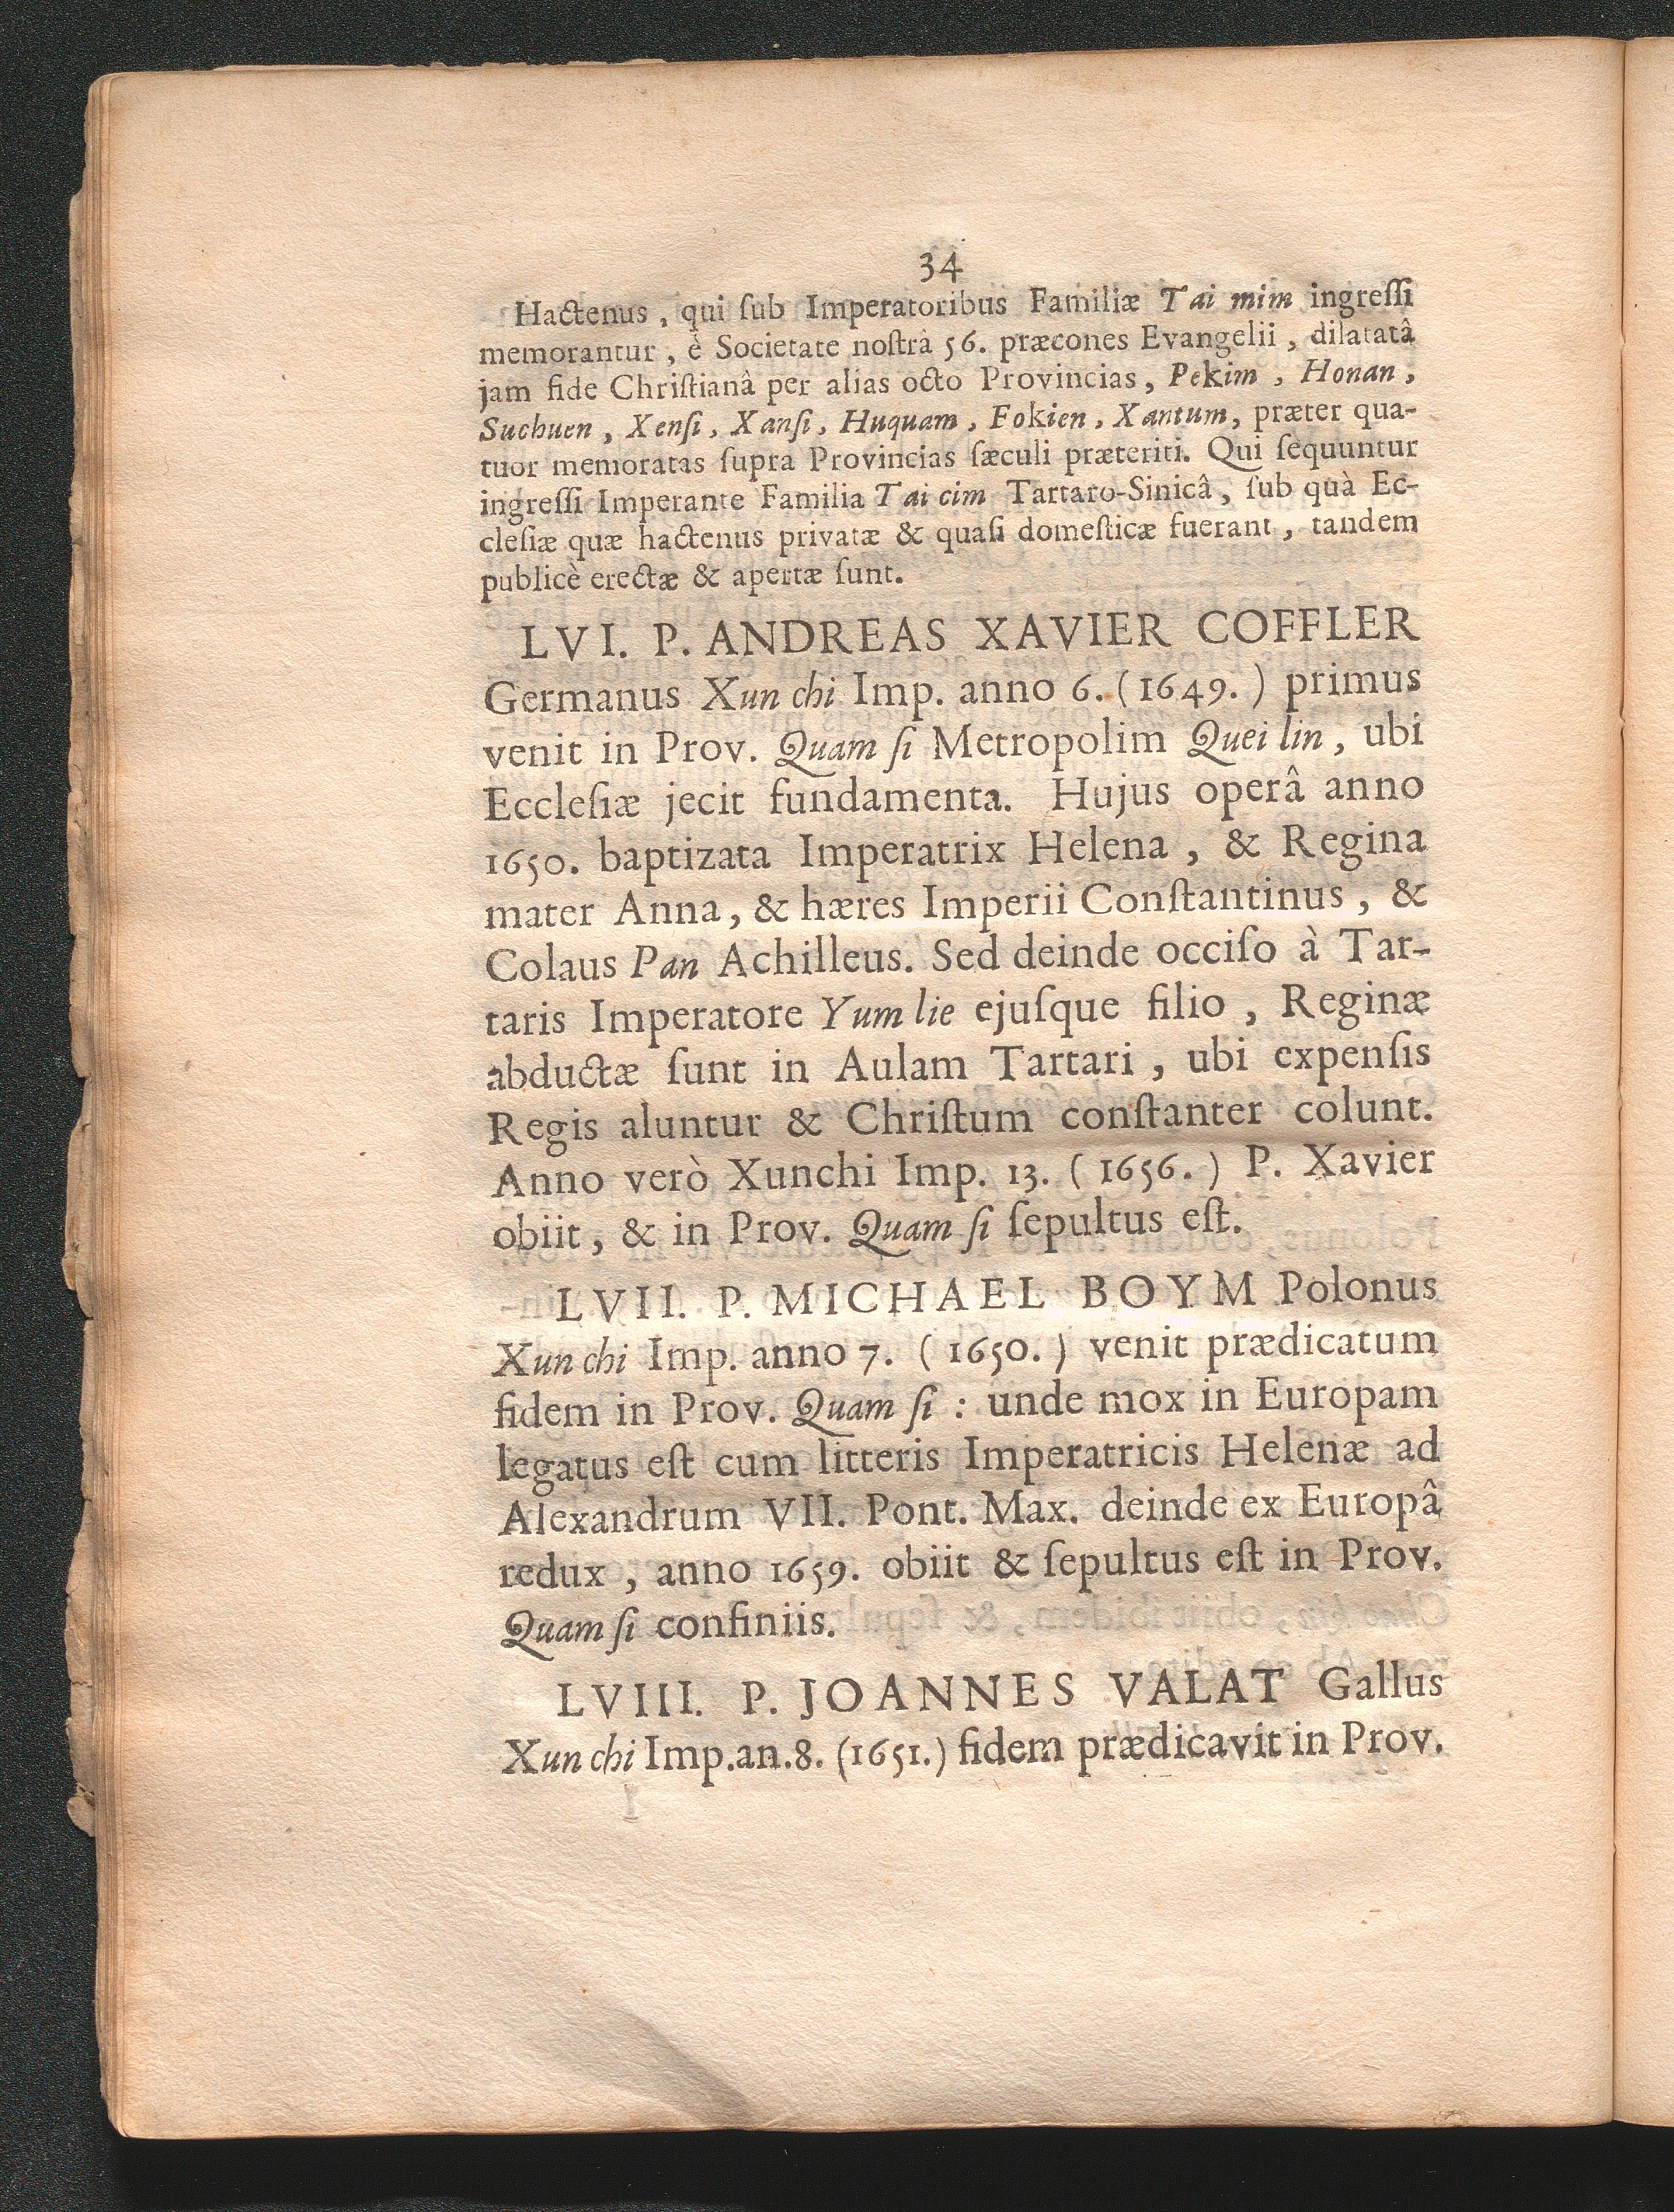 34
Hactenus, qui ſub Imperatoribus Familiæ Tai mim ingreſſi
memorantur, è Societate noſtrâ 56. præcones Evangelii, dilatatâ
jam fide Chriſtianâ per alias octo Provincias, Pekim, Honan,
Suchuen, Xenſi, Xanſi, Huquam, Fokien, Xantum, præter qua-
tuor memoratas ſupra Provincias ſæculi præteriti. Qui ſequuntur
ingreſſi Imperante Familia Tai cim Tartaro-Sinicâ, ſub quà Ec-
cleſiæ quæ hactenus privatæ & quaſi domeſticæ fuerant, tandem
publicè erectæ & apertæ ſunt.
LVI. P. ANDREAS XAVIER COFFLER
Germanus Xun chi Imp. anno 6. (1649.) primus
venit in Prov. Quam ſi Metropolim Quei lin, ubi
Eccleſiæ jecit fundamenta. Hujus operâ anno
1650. baptizata Imperatrix Helena, & Regina
mater Anna, & hæres Imperii Conſtantinus, &
Colaus Pan Achilleus. Sed deinde occiſo à Tar-
taris Imperatore Yum lie ejuſque filio, Reginæ
abductæ ſunt in Aulam Tartari, ubi expenſis
Regis aluntur & Chriſtum conſtanter colunt.
Anno verò Xunchi Imp. 13. (1656.) P. Xavier
obiit, & in Prov. Quam ſi ſepultus eſt.
LVII. P. MICHAEL BOYM Polonus
Xun chi Imp. anno 7. (1650.) venit prædicatum
fidem in Prov. Quam ſi : unde mox in Europam
legatus eſt cum litteris Imperatricis Helenæ ad
Alexandrum VII. Pont. Max. deinde ex Europâ
redux, anno 1659. obiit & ſepultus eſt in Prov.
Quam ſi confiniis.
LVIII. P. JOANNES VALAT Gallus
Xun chi Imp. an. 8. (1651.) fidem prædicavit in Prov.